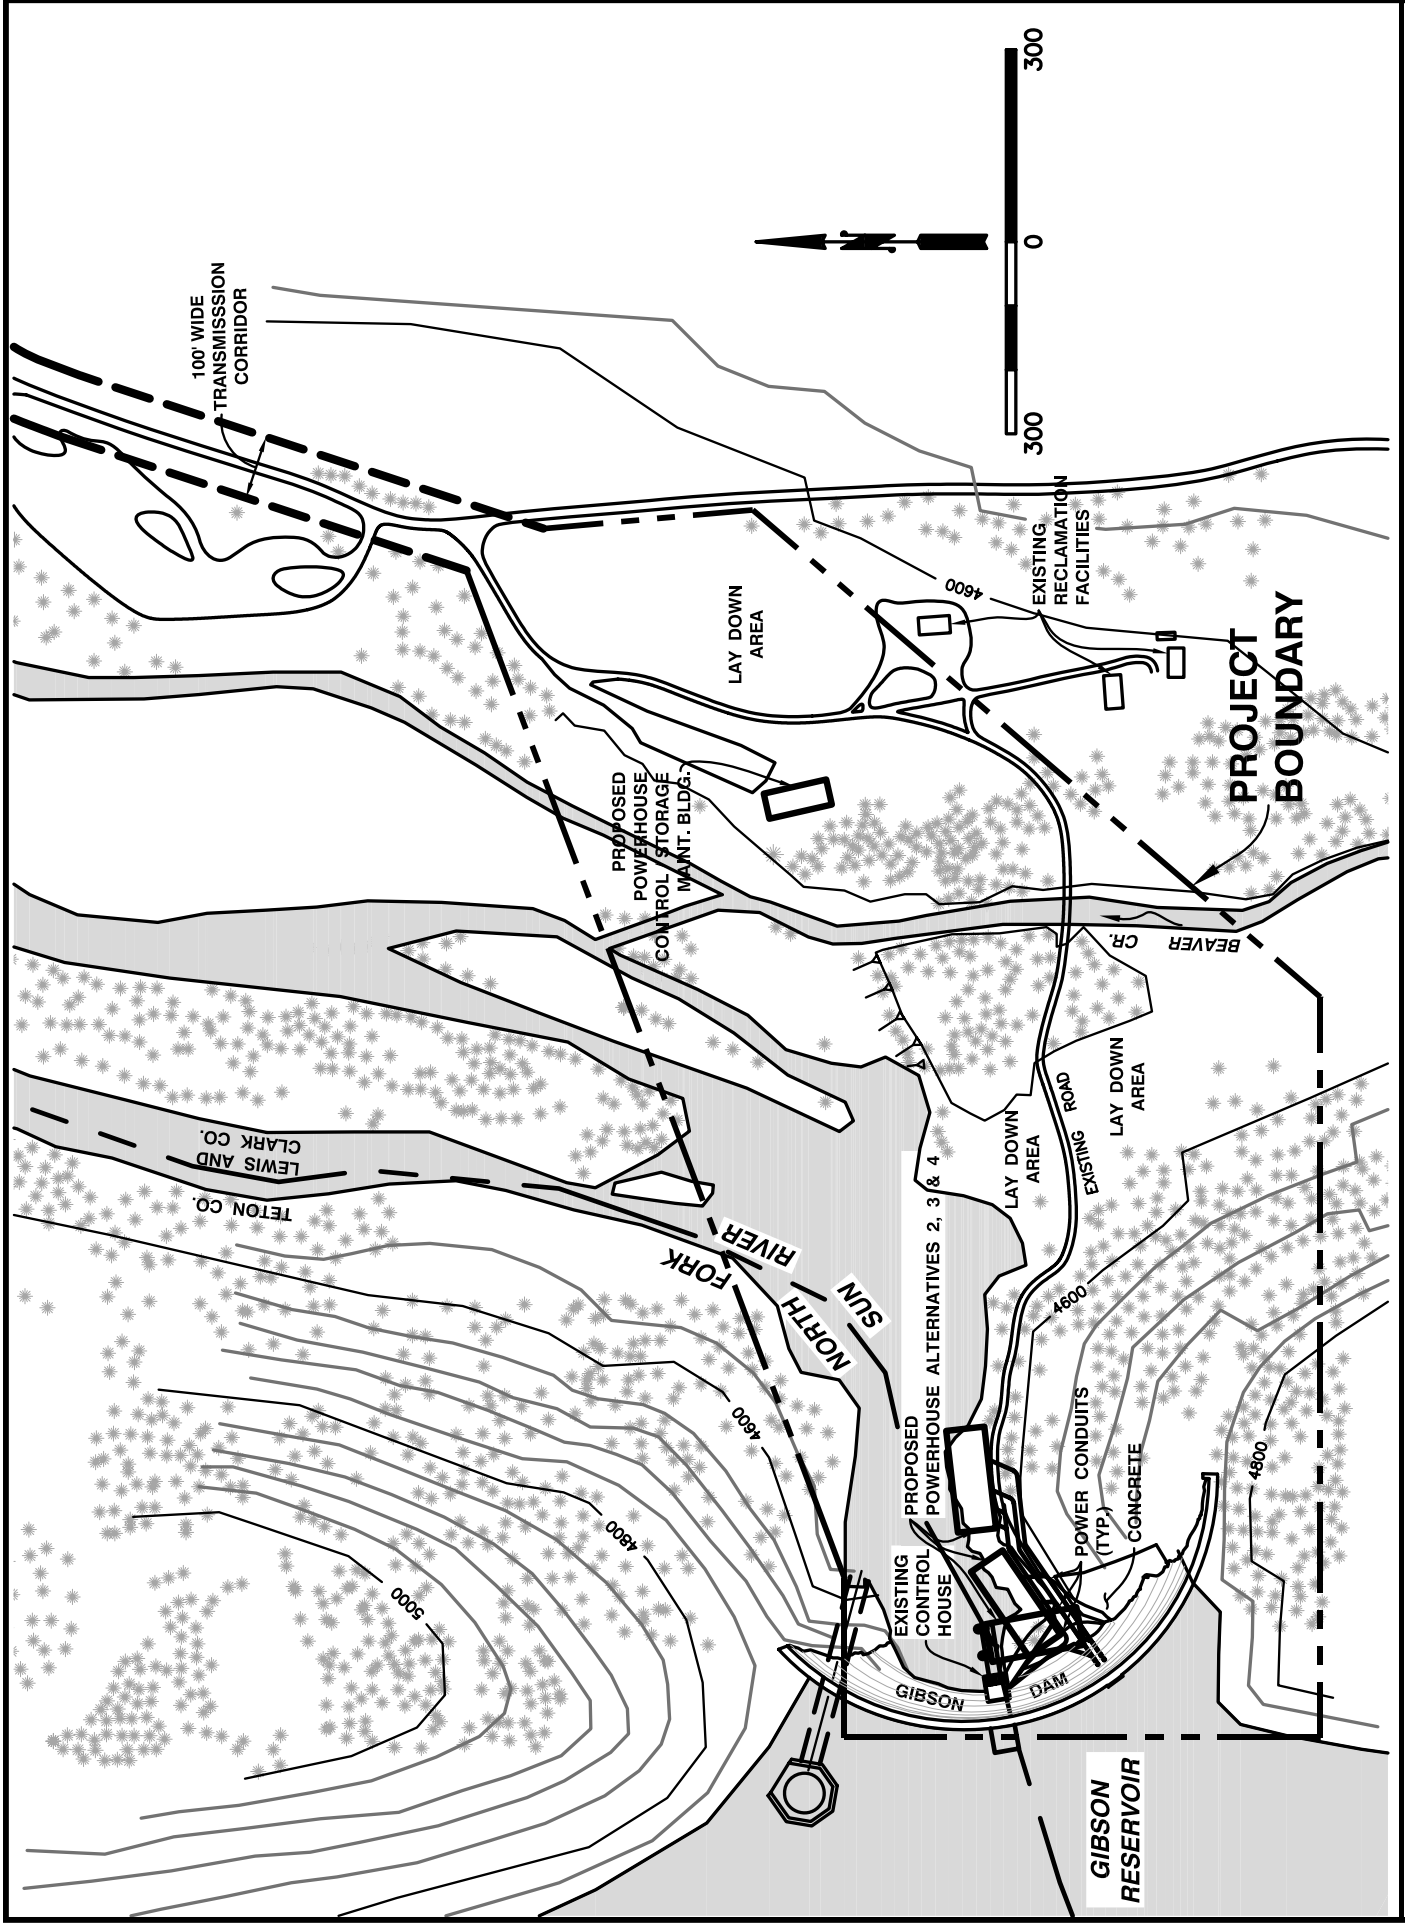 100' WIDE
TRANSMISSSION
CORRIDOR
300
0
300
EXISTING
RECLAMATION
FACILITIES
4600
LAY DOWN
AREA
PROJECT
BOUNDARY
PROPOSED
POWERHOUSE
CONTROL STORAGE
MAINT. BLDG.
BEAVER CR.
LAY DOWN
AREA
LAY DOWN
AREA
EXISTING ROAD
LEWIS AND
CLARK CO.
TETON CO.
NORTH FORK
SUN RIVER
4600
4600
4800
4800
5000
PROPOSED
POWERHOUSE ALTERNATIVES 2, 3 & 4
POWER CONDUITS
(TYP.)
CONCRETE
EXISTING
CONTROL
HOUSE
GIBSON DAM
GIBSON
RESERVOIR